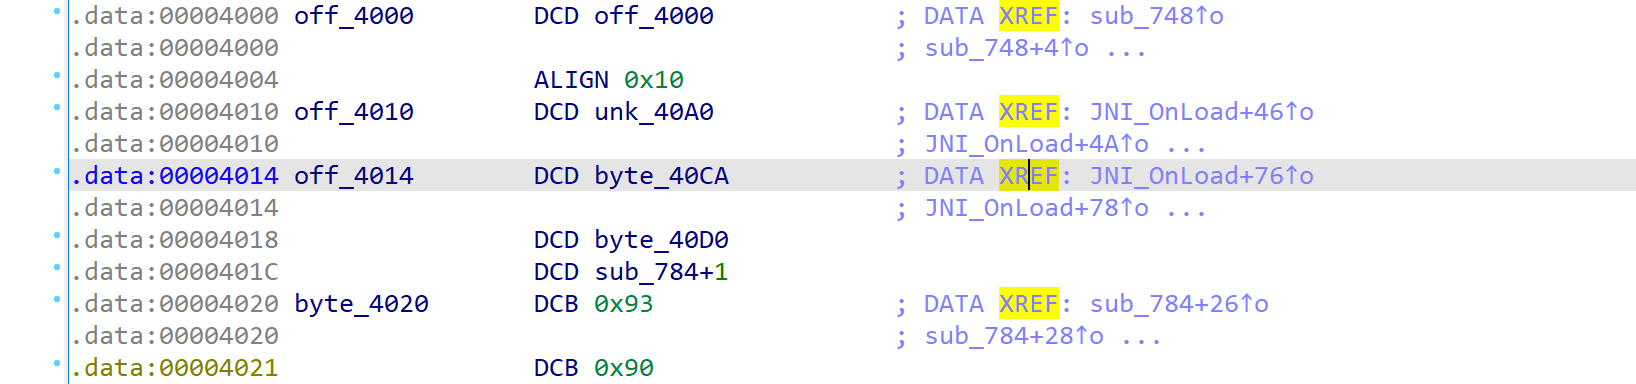 .data:00004000 off_4000 DCD off_4000 ; DATA XREF: sub_748↑o
.data:00004000 ; sub_748+4↑o ...
.data:00004004 ALIGN 0x10
.data:00004010 off_4010 DCD unk_40A0 ; DATA XREF: JNI_OnLoad+46↑o
.data:00004010 ; JNI_OnLoad+4A↑o ...
.data:00004014 off_4014 DCD byte_40CA ; DATA XREF: JNI_OnLoad+76↑o
.data:00004014 ; JNI_OnLoad+78↑o ...
.data:00004018 DCD byte_40D0
.data:0000401C DCD sub_784+1
.data:00004020 byte_4020 DCB 0x93 ; DATA XREF: sub_784+26↑o
.data:00004020 ; sub_784+28↑o ...
.data:00004021 DCB 0x90